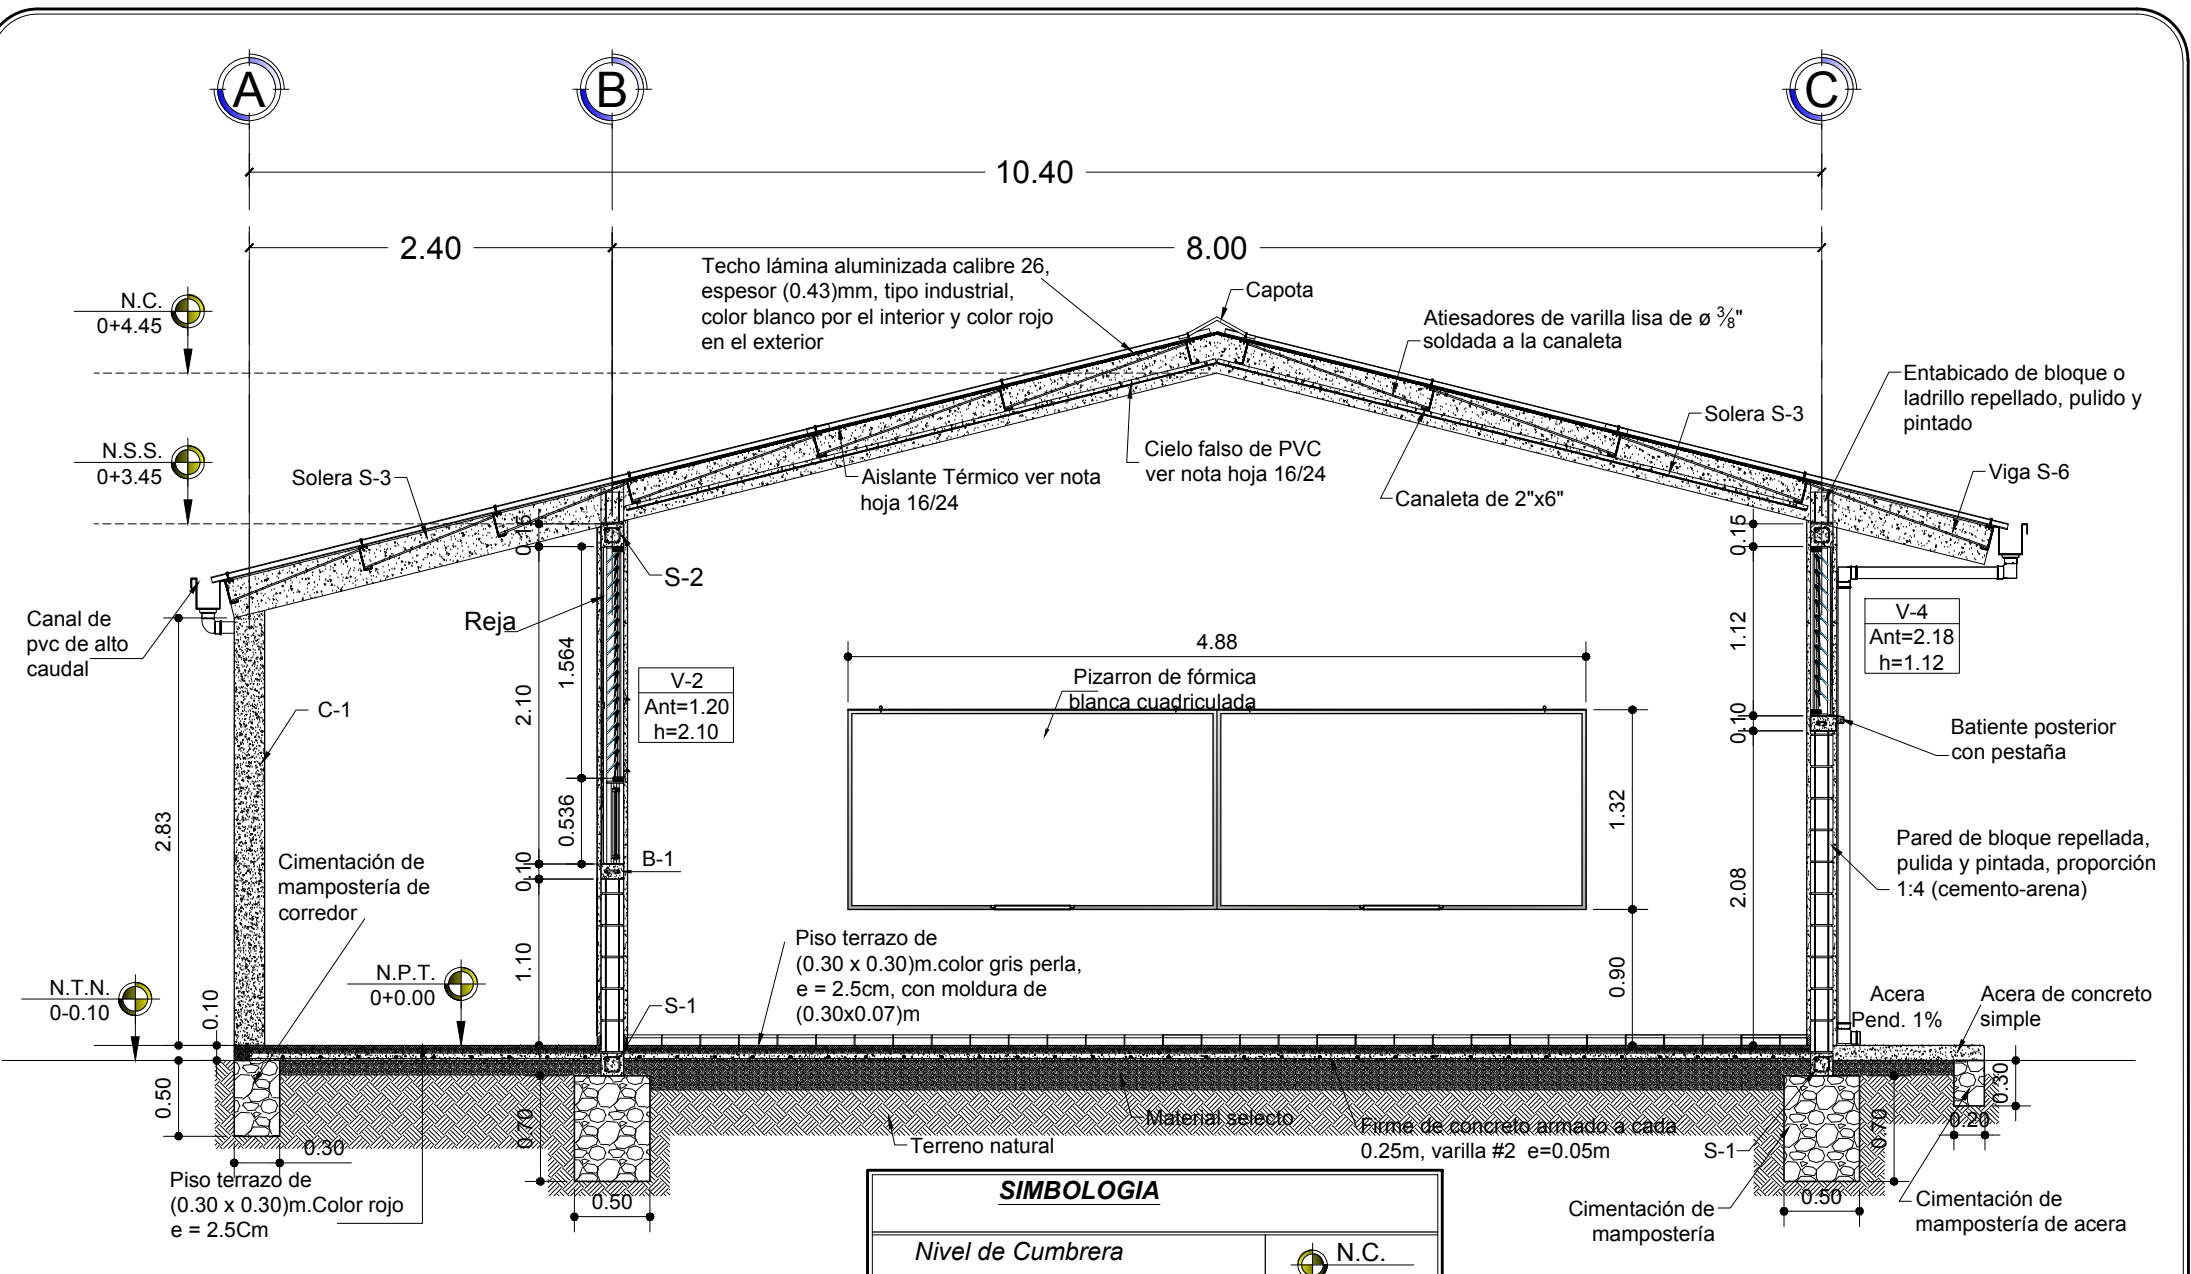 A
B
C
10.40
2.40
8.00
N.C.
0+4.45
N.S.S.
0+3.45
Techo lámina aluminizada calibre 26,
espesor (0.43)mm, tipo industrial,
color blanco por el interior y color rojo
en el exterior
Capota
Atiesadores de varilla lisa de ø ⅜"
soldada a la canaleta
Entabicado de bloque o
ladrillo repellado, pulido y
pintado
Solera S-3
Cielo falso de PVC
ver nota hoja 16/24
Viga S-6
Solera S-3
Aislante Térmico ver nota
hoja 16/24
Canaleta de 2"x6"
0.15
0.15
S-2
Reja
Canal de
pvc de alto
caudal
C-1
1.564
2.10
V-2
Ant=1.20
h=2.10
4.88
Pizarron de fórmica
blanca cuadriculada
1.12
V-4
Ant=2.18
h=1.12
0.10
Batiente posterior
con pestaña
2.83
0.536
1.32
Cimentación de
mampostería de
corredor
0.10
B-1
2.08
Pared de bloque repellada,
pulida y pintada, proporción
1:4 (cemento-arena)
1.10
Piso terrazo de
(0.30 x 0.30)m.color gris perla,
e = 2.5cm, con moldura de
(0.30x0.07)m
0.90
N.T.N.
0-0.10
0.10
N.P.T.
0+0.00
S-1
Acera
Pend. 1%
Acera de concreto
simple
0.50
0.30
0.70
Material selecto
Terreno natural
Firme de concreto armado a cada
0.25m, varilla #2 e=0.05m
S-1
0.70
0.30
0.20
Piso terrazo de
(0.30 x 0.30)m.Color rojo
e = 2.5Cm
0.50
0.50
Cimentación de
mampostería
Cimentación de
mampostería de acera
SIMBOLOGIA
Nivel de Cumbrera
N.C.